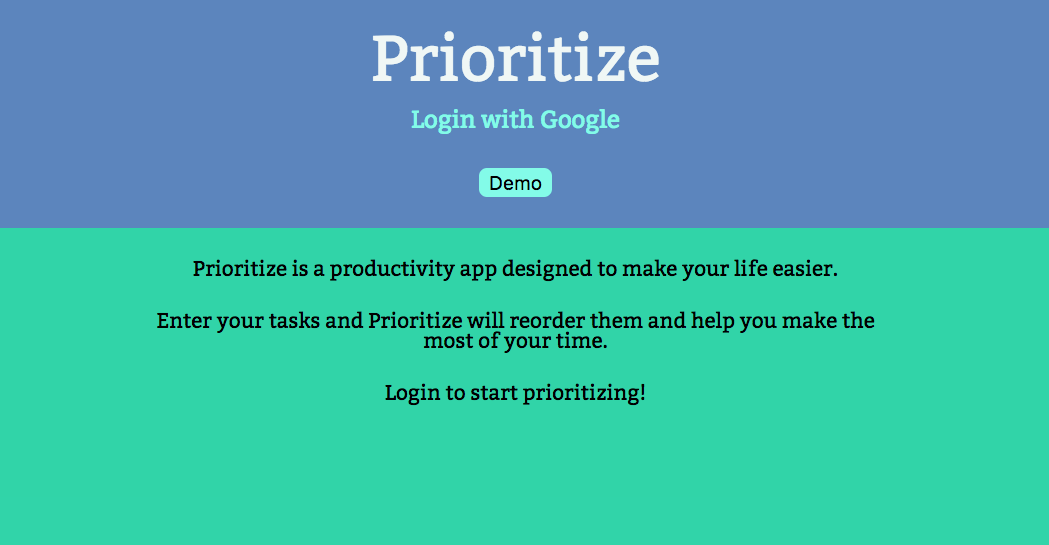 Prioritize
Login with Google
Demo
Prioritize is a productivity app designed to make your life easier.
Enter your tasks and Prioritize will reorder them and help you make the
most of your time.
Login to start prioritizing!